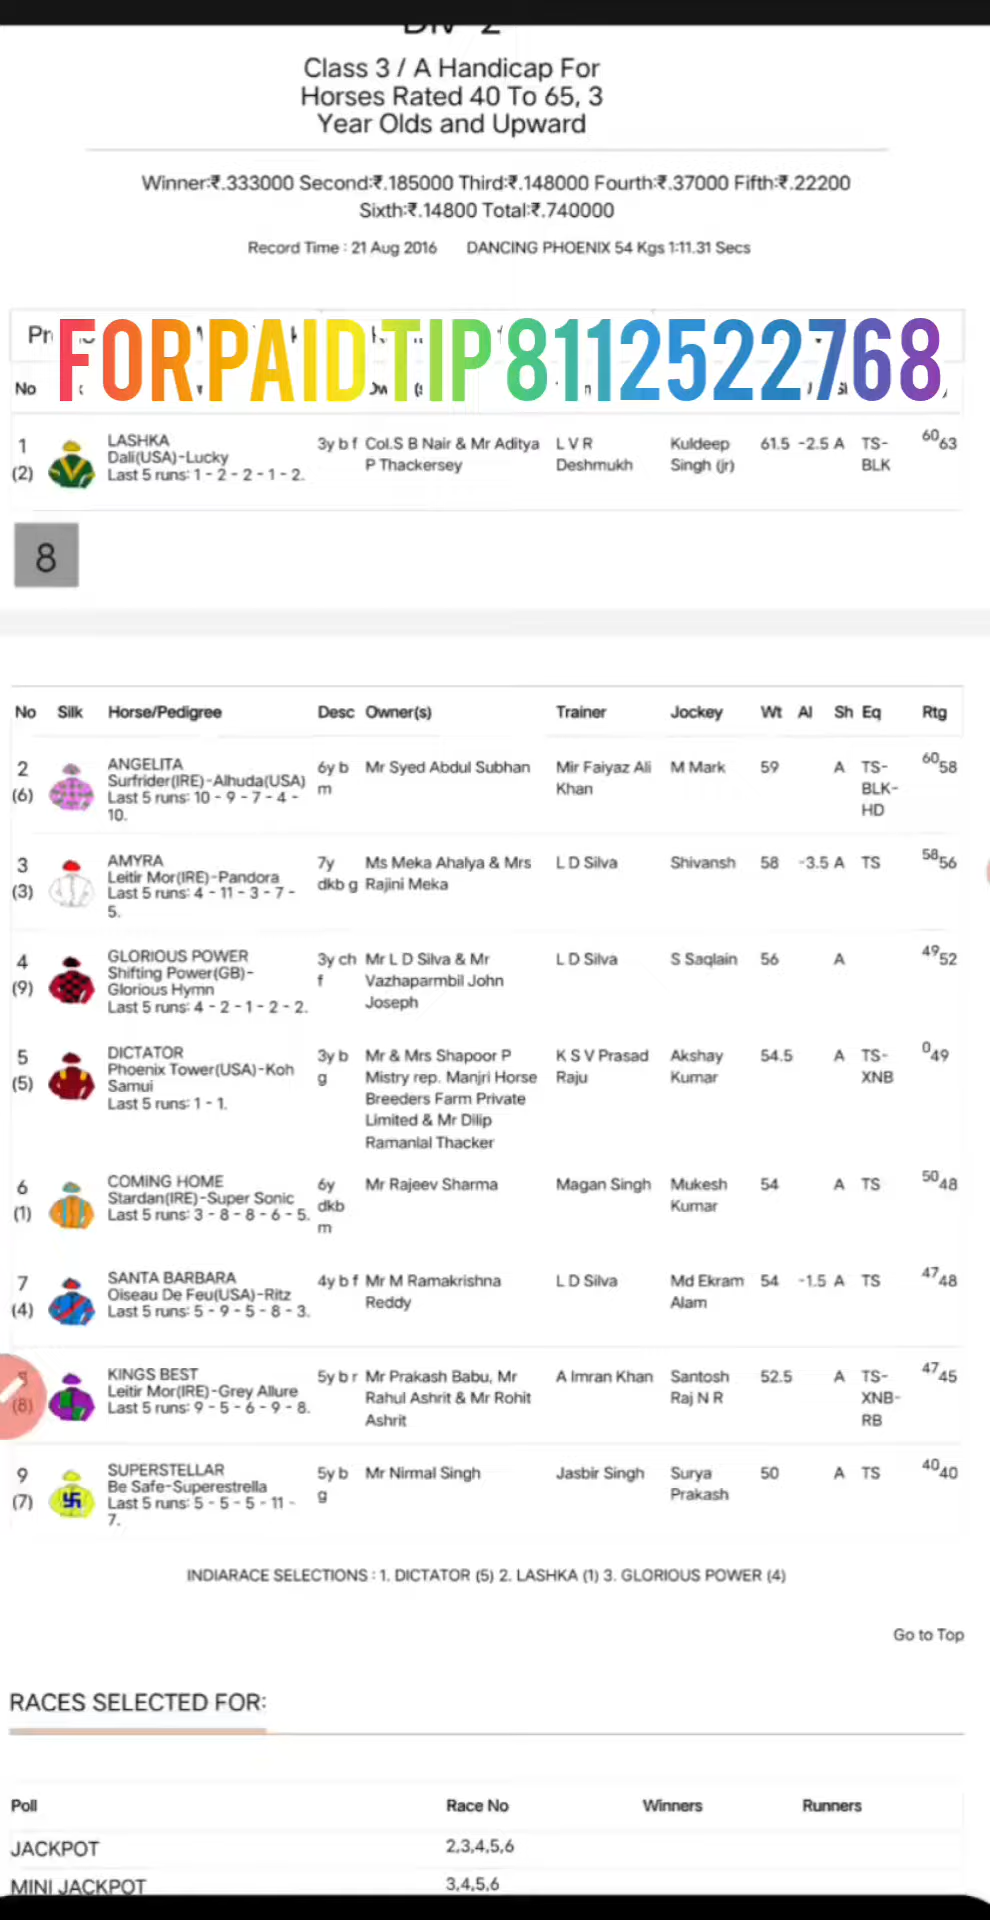 Class 3 / A Handicap For
Horses Rated 40 To 65, 3
Year Olds and Upward
Winner:₹.333000 Second:₹.185000 Third:₹.148000 Fourth:₹.37000 Fifth:₹.22200
Sixth:₹.14800 Total:₹.740000
Record Time : 21 Aug 2016 DANCING PHOENIX 54 Kgs 1:11.31 Secs
FOR PAID TIP 8112522768
No
1 LASHKA 3y b f Col.S B Nair & Mr Aditya L V R Kuldeep 61.5 -2.5 A TS- 60 63
Dali(USA)-Lucky P Thackersey Deshmukh Singh (jr) BLK
(2) Last 5 runs: 1 - 2 - 2 - 1 - 2.
8
No Silk Horse/Pedigree Desc Owner(s) Trainer Jockey Wt Al Sh Eq Rtg
2 ANGELITA 6y b Mr Syed Abdul Subhan Mir Faiyaz Ali M Mark 59 A TS- 60 58
Surfrider(IRE)-Alhuda(USA) m Khan BLK-
(6) Last 5 runs: 10 - 9 - 7 - 4 - HD
10.
3 AMYRA 7y Ms Meka Ahalya & Mrs L D Silva Shivansh 58 -3.5 A TS 58 56
Leitir Mor(IRE)-Pandora dkb g Rajini Meka
(3) Last 5 runs: 4 - 11 - 3 - 7 -
5.
4 GLORIOUS POWER 3y ch Mr L D Silva & Mr L D Silva S Saqlain 56 A 49 52
Shifting Power(GB)- f Vazhaparmbil John
(9) Glorious Hymn Joseph
Last 5 runs: 4 - 2 - 1 - 2 - 2.
5 DICTATOR 3y b Mr & Mrs Shapoor P K S V Prasad Akshay 54.5 A TS- 0 49
Phoenix Tower(USA)-Koh g Mistry rep. Manjri Horse Raju Kumar XNB
(5) Samui Breeders Farm Private
Last 5 runs: 1 - 1. Limited & Mr Dilip
Ramanlal Thacker
6 COMING HOME 6y Mr Rajeev Sharma Magan Singh Mukesh 54 A TS 50 48
Stardan(IRE)-Super Sonic dkb Kumar
(1) Last 5 runs: 3 - 8 - 8 - 6 - 5. m
7 SANTA BARBARA 4y b f Mr M Ramakrishna L D Silva Md Ekram 54 -1.5 A TS 47 48
Oiseau De Feu(USA)-Ritz Reddy Alam
(4) Last 5 runs: 5 - 9 - 5 - 8 - 3.
KINGS BEST 5y b r Mr Prakash Babu, Mr A Imran Khan Santosh 52.5 A TS- 47 45
Leitir Mor(IRE)-Grey Allure Rahul Ashrit & Mr Rohit Raj N R XNB-
(8) Last 5 runs: 9 - 5 - 6 - 9 - 8. Ashrit RB
9 SUPERSTELLAR 5y b Mr Nirmal Singh Jasbir Singh Surya 50 A TS 40 40
Be Safe-Superestrella g Prakash
(7) Last 5 runs: 5 - 5 - 5 - 11 -
7.
INDIARACE SELECTIONS : 1. DICTATOR (5) 2. LASHKA (1) 3. GLORIOUS POWER (4)
Go to Top
RACES SELECTED FOR:
Poll Race No Winners Runners
JACKPOT 2,3,4,5,6
MINI JACKPOT 3,4,5,6